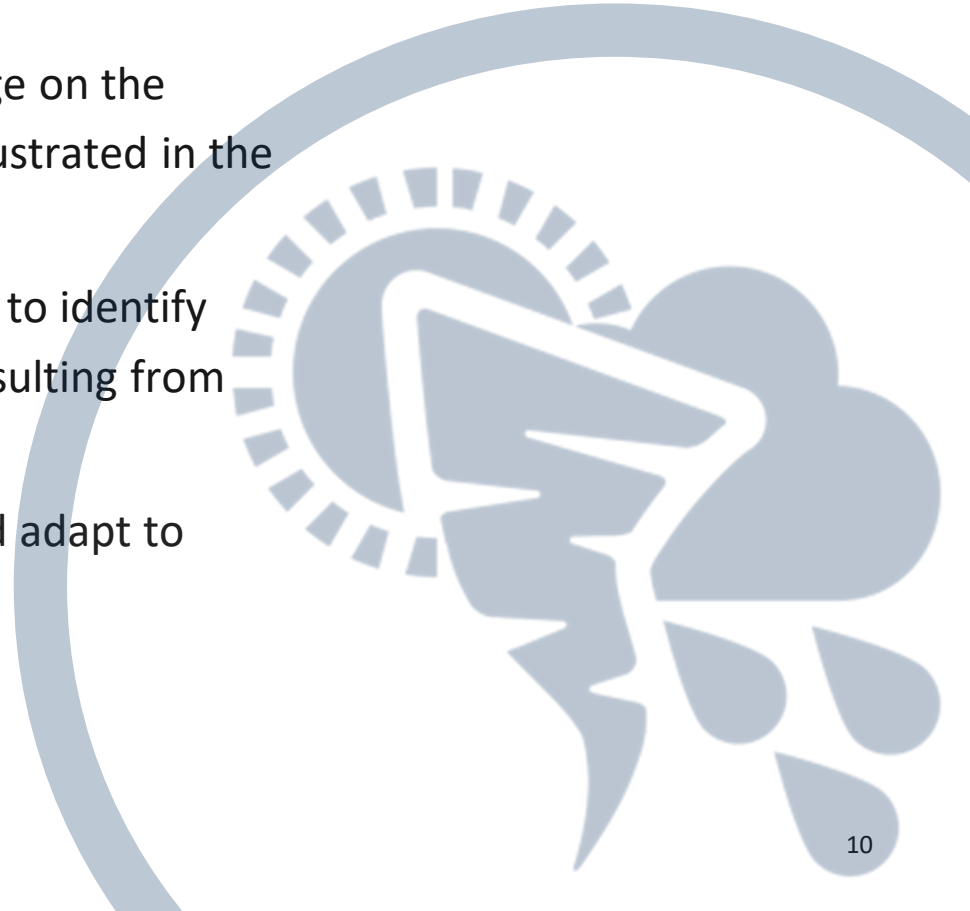 ge on the
ustrated in the
to identify
sulting from
d adapt to
10